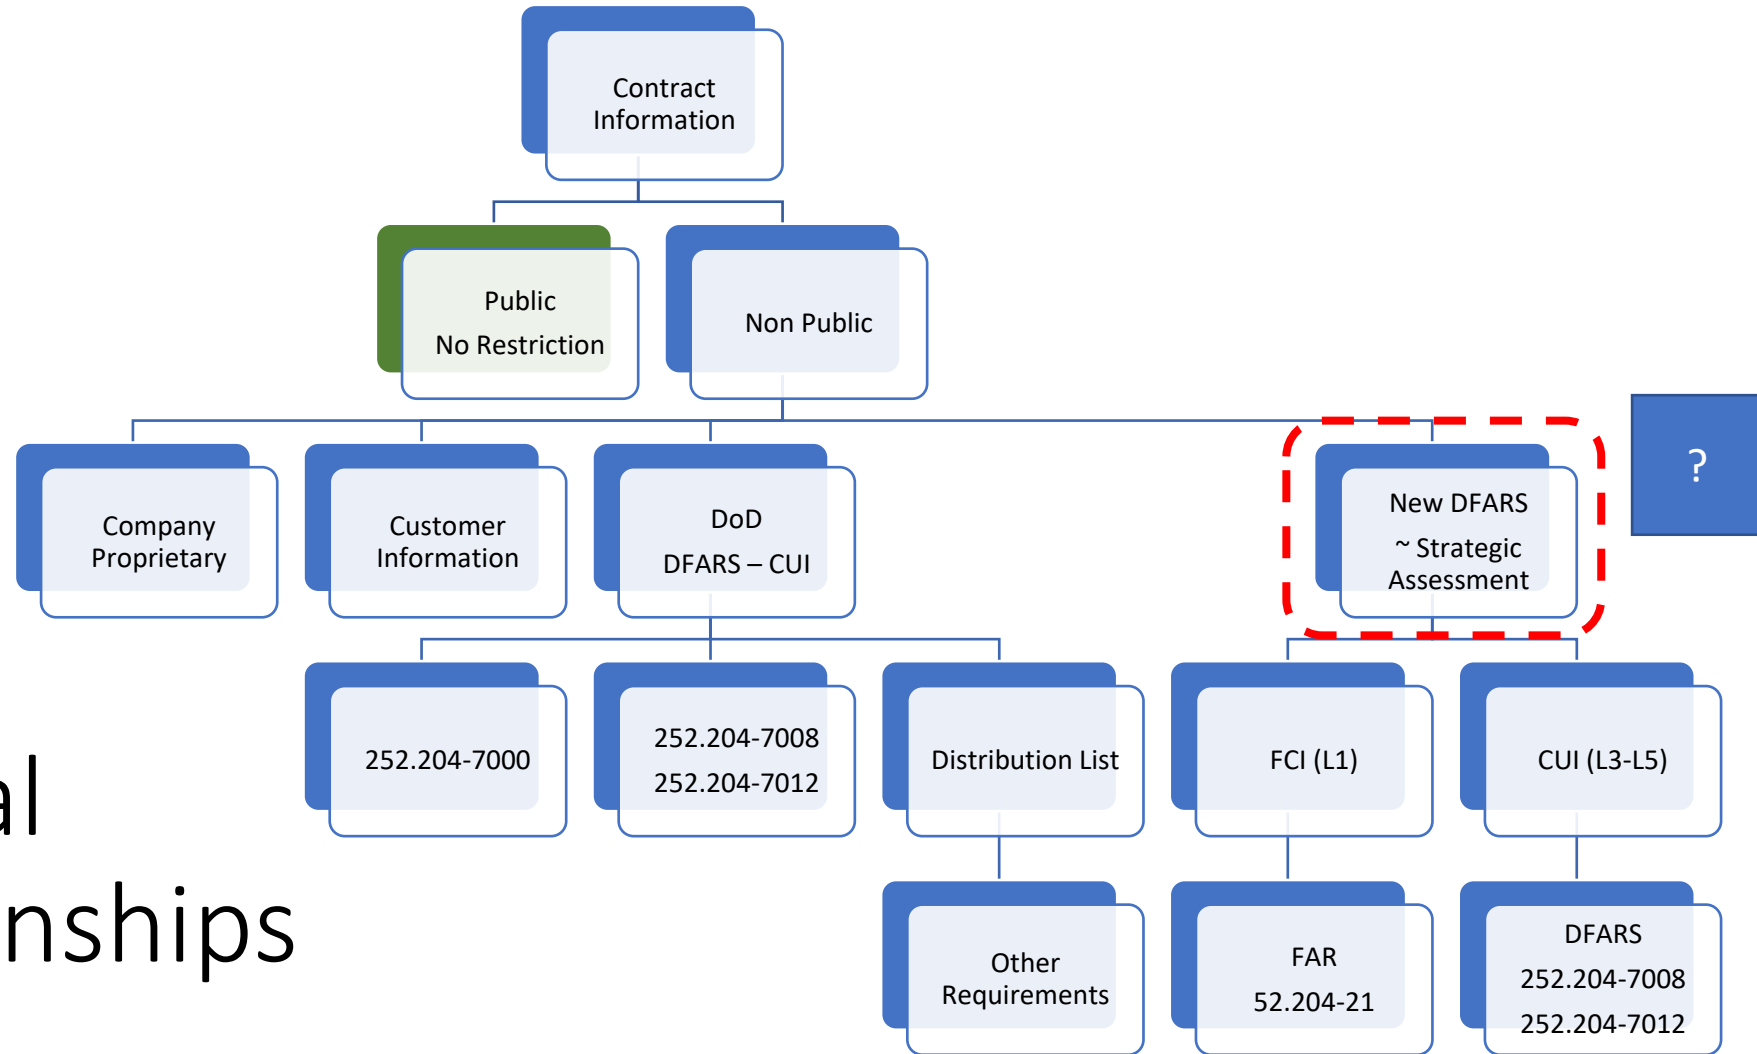 Contract
Information
Public
No Restriction
Non Public
Company
Proprietary
Customer
Information
DoD
DFARS – CUI
New DFARS
~ Strategic
Assessment
?
252.204-7000
252.204-7008
252.204-7012
Distribution List
FCI (L1)
CUI (L3-L5)
Other
Requirements
FAR
52.204-21
DFARS
252.204-7008
252.204-7012
al
nships